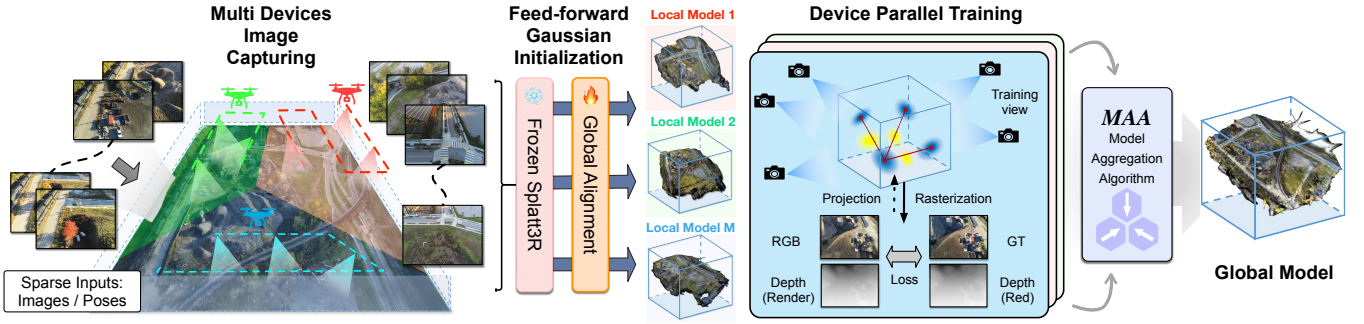 Multi Devices
Image
Capturing
Sparse Inputs:
Images / Poses
Feed-forward
Gaussian
Initialization
Frozen Splatt3R
Global Alignment
Local Model 1
Local Model 2
Local Model M
Device Parallel Training
Training
view
Projection
Rasterization
RGB
GT
Loss
Depth
(Render)
Depth
(Red)
MAA
Model
Aggregation
Algorithm
Global Model